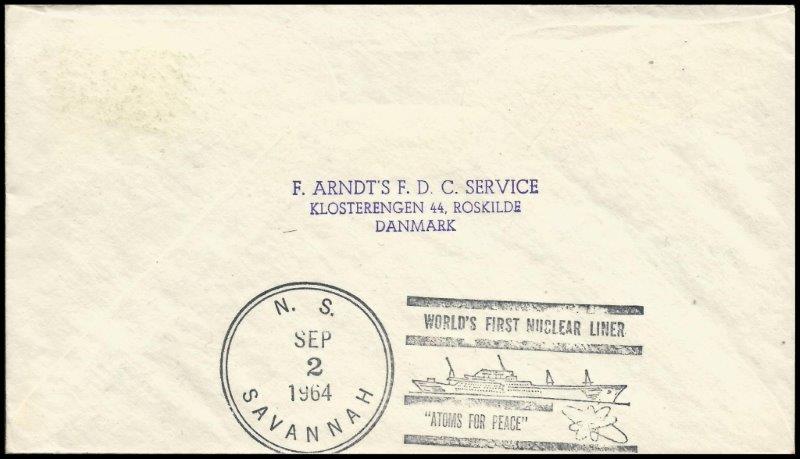 F. ARNDT'S F. D. C. SERVICE
KLOSTERENGEN 44, ROSKILDE
DANMARK
N. S.
SEP
2
1964
SAVANNAH
WORLD'S FIRST NUCLEAR LINER
"ATOMS FOR PEACE"